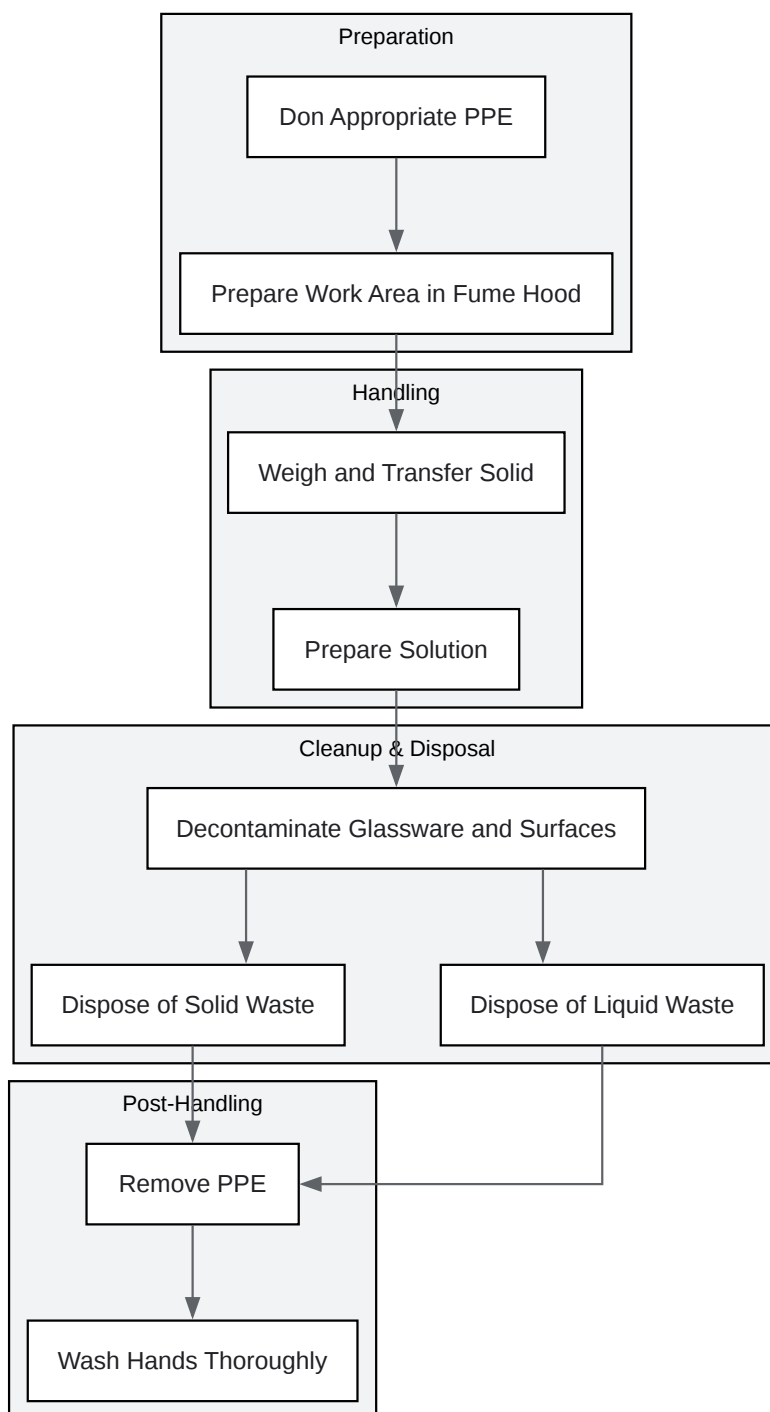 Preparation
Don Appropriate PPE
Prepare Work Area in Fume Hood
Handling
Weigh and Transfer Solid
Prepare Solution
Cleanup & Disposal
Decontaminate Glassware and Surfaces
Dispose of Solid Waste
Dispose of Liquid Waste
Post-Handling
Remove PPE
Wash Hands Thoroughly